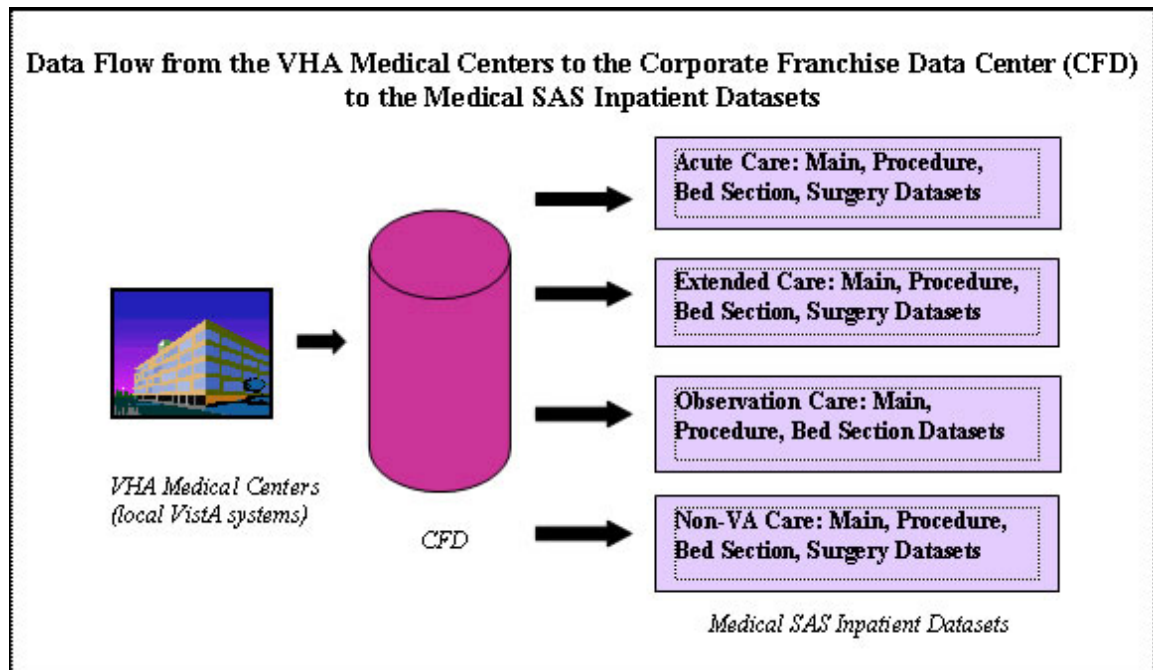 Data Flow from the VHA Medical Centers to the Corporate Franchise Data Center (CFD)
to the Medical SAS Inpatient Datasets
Acute Care: Main, Procedure,
Bed Section, Surgery Datasets
Extended Care: Main, Procedure,
Bed Section, Surgery Datasets
Observation Care: Main,
Procedure, Bed Section Datasets
Non-VA Care: Main, Procedure,
Bed Section, Surgery Datasets
VHA Medical Centers
(local VistA systems)
CFD
Medical SAS Inpatient Datasets